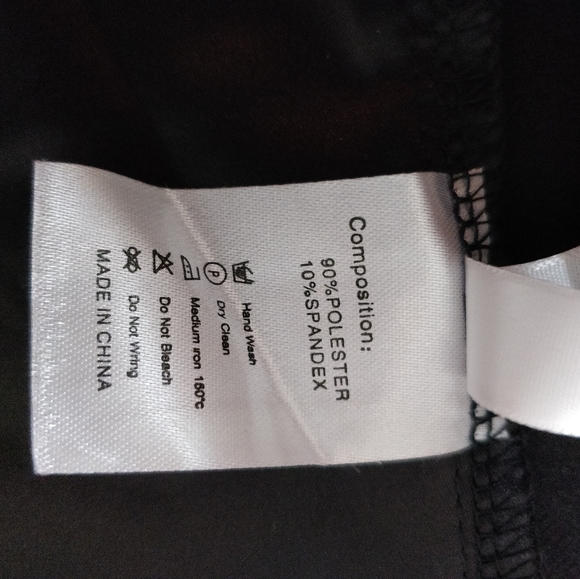 Composition:
90%POLESTER
10%SPANDEX
Hand Wash
Dry Clean
Medium iron 150°c
Do Not Bleach
Do Not Wring
MADE IN CHINA